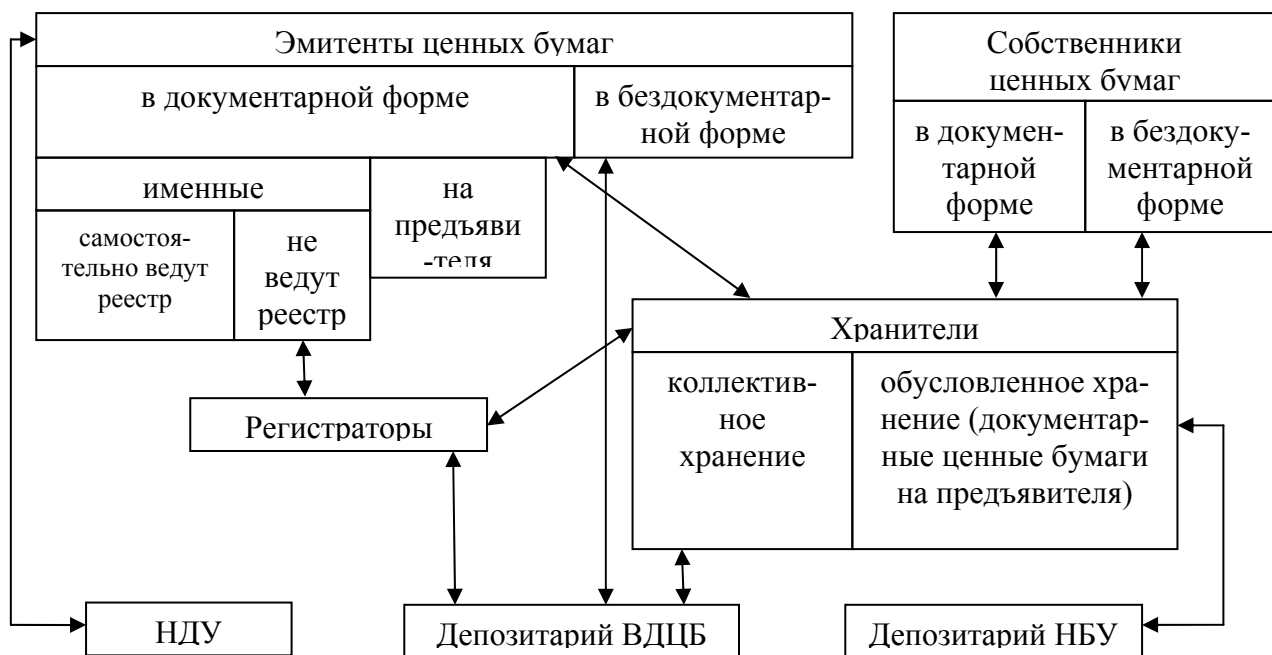 Эмитенты ценных бумаг
в документарной форме
в бездокументар-
ной форме
именные
на
предъяви
-теля
самостоя-
тельно ведут
реестр
не
ведут
реестр
Собственники
ценных бумаг
в докумен-
тарной
форме
в бездоку-
ментарной
форме
Хранители
коллектив-
ное
хранение
обусловленное хра-
нение (документар-
ные ценные бумаги
на предъявителя)
Регистраторы
НДУ
Депозитарий ВДЦБ
Депозитарий НБУ